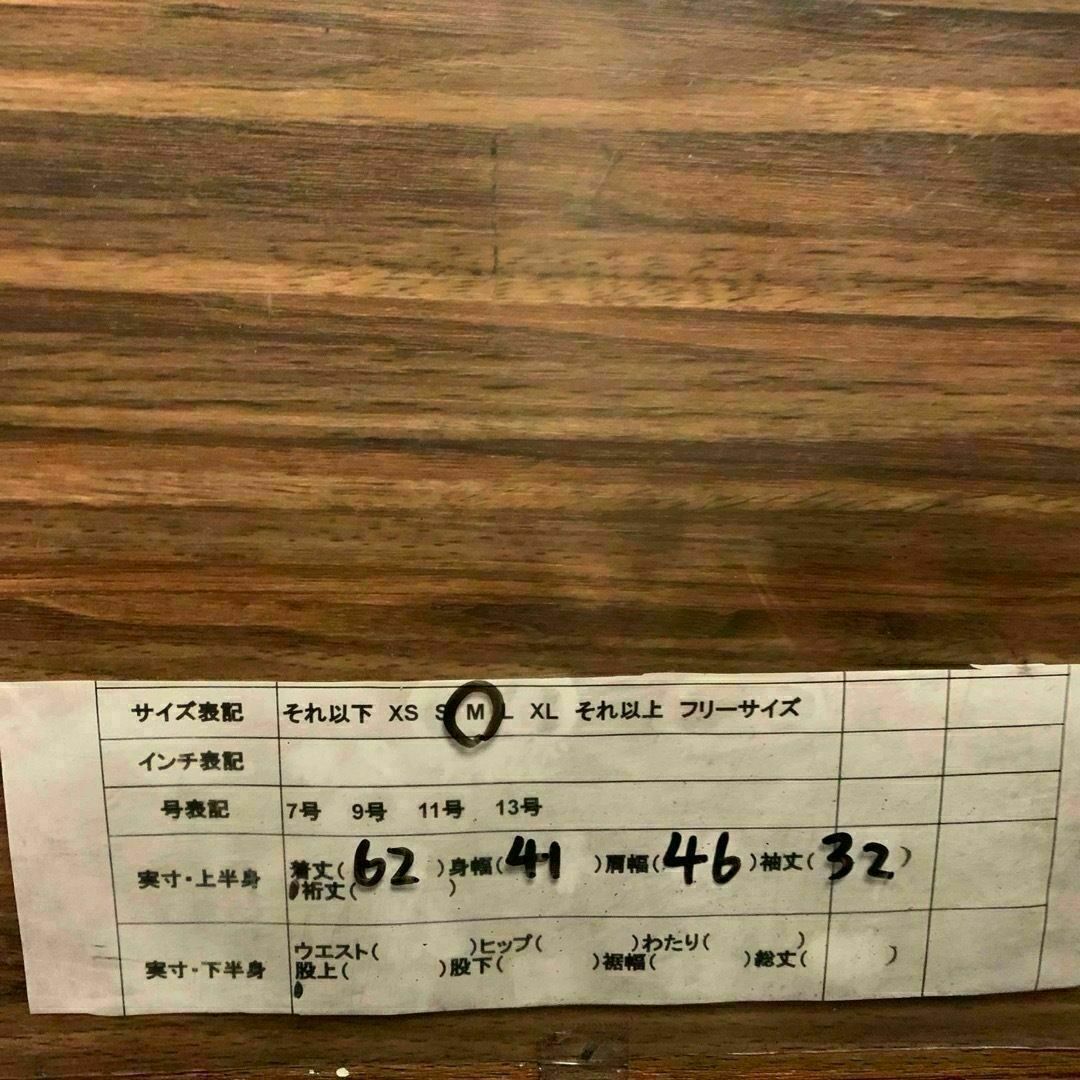 サイズ表記 それ以下 XS S M L XL それ以上 フリーサイズ
インチ表記
号表記 7号 9号 11号 13号
実寸・上半身 着丈( 62 )身幅( 41 )肩幅( 46 )袖丈( 32 )
裄丈( )
実寸・下半身 ウエスト( )ヒップ( )わたり( )
股上( )股下( )裾幅( )総丈( )